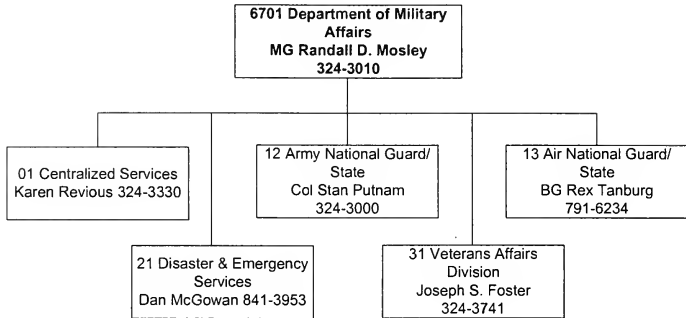 6701 Department of Military
Affairs
MG Randall D. Mosley
324-3010
01 Centralized Services
Karen Revious 324-3330
12 Army National Guard/
State
Col Stan Putnam
324-3000
13 Air National Guard/
State
BG Rex Tanburg
791-6234
21 Disaster & Emergency
Services
Dan McGowan 841-3953
31 Veterans Affairs
Division
Joseph S. Foster
324-3741